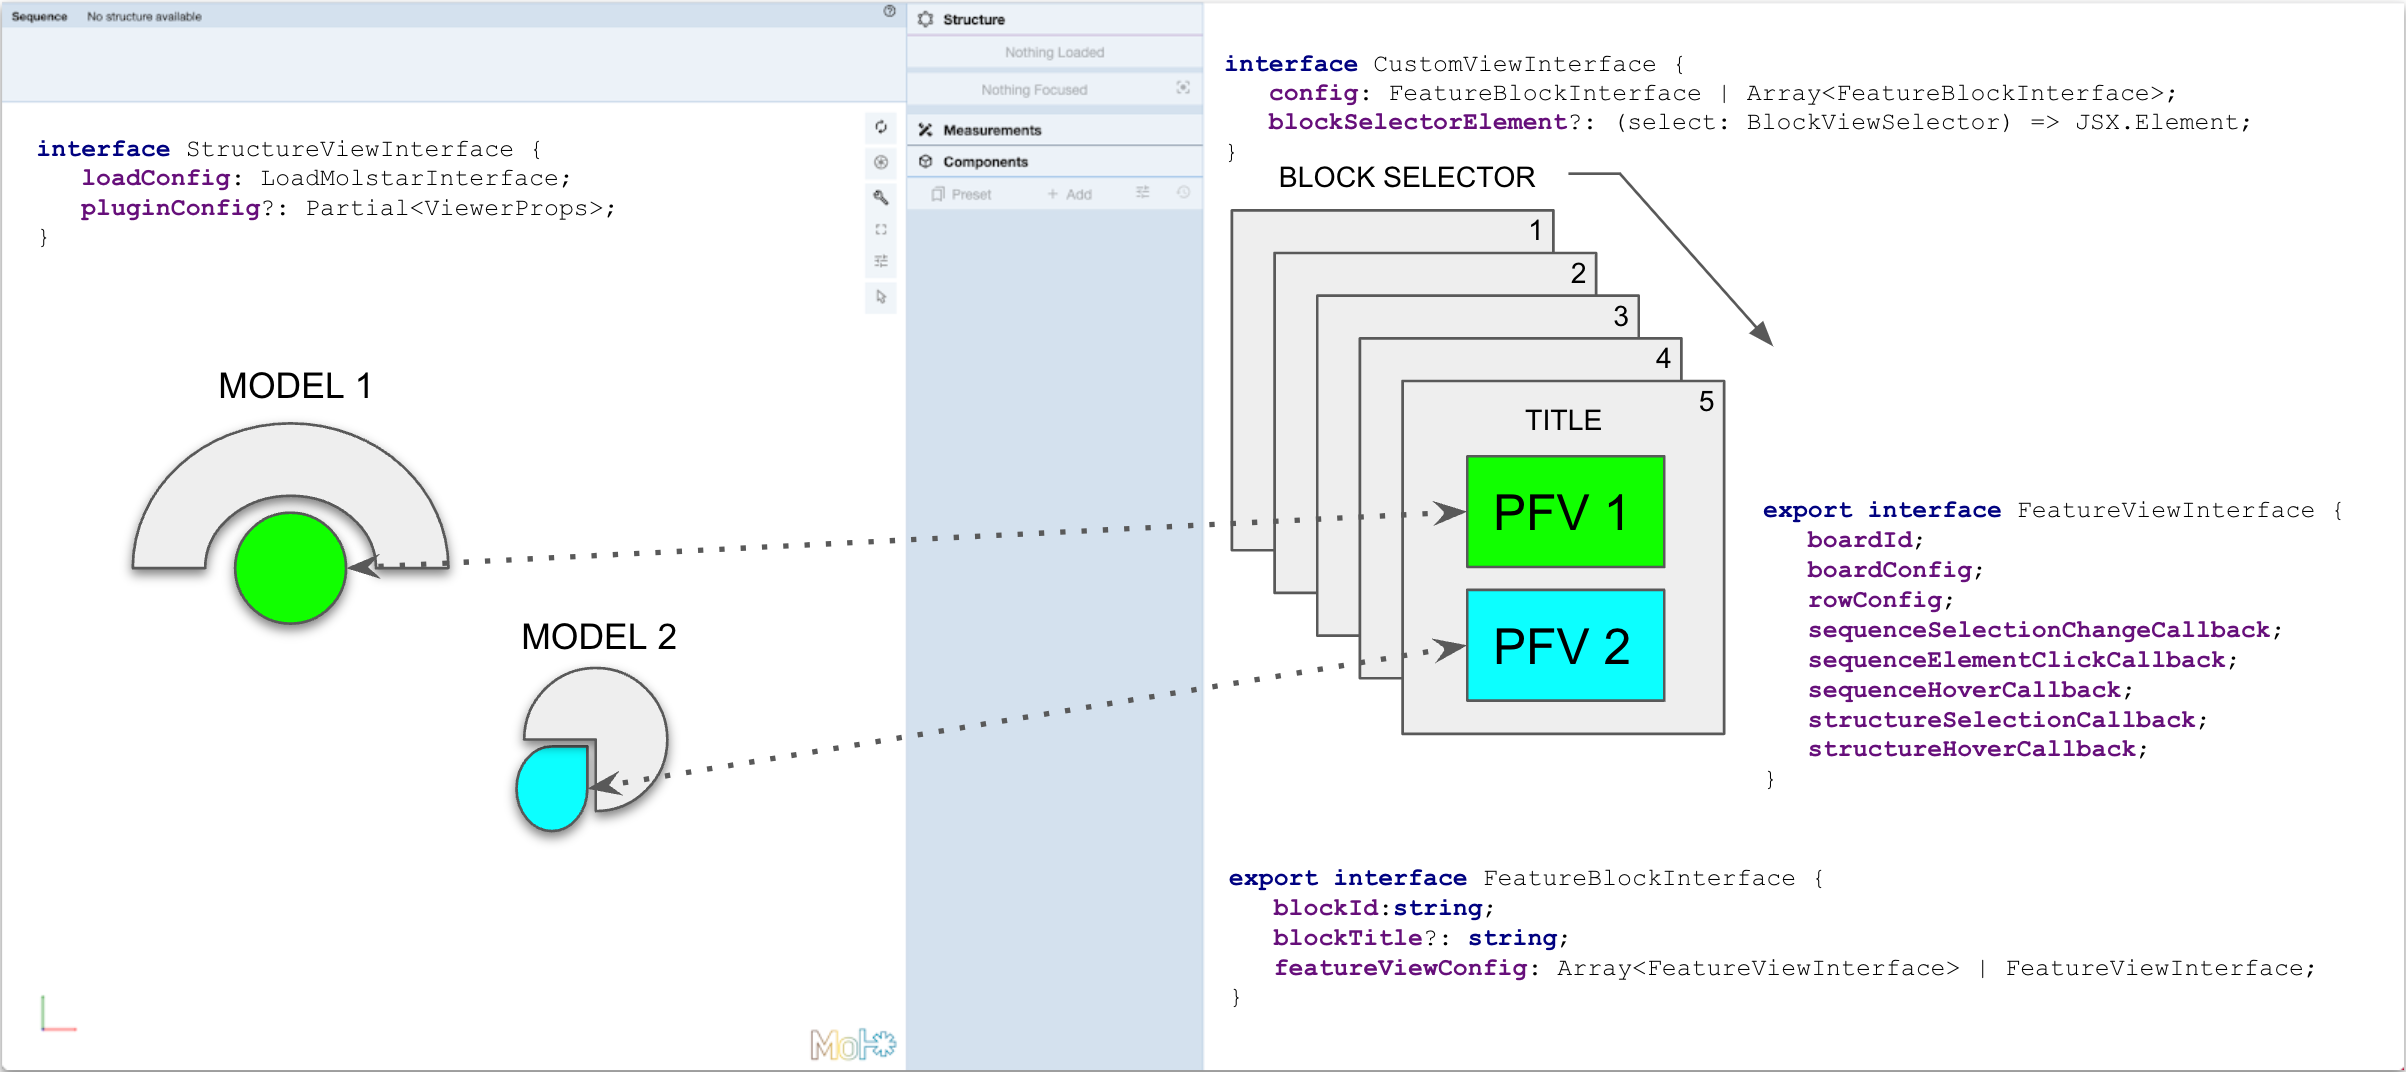 Sequence No structure available
interface StructureViewInterface {
loadConfig: LoadMolstarInterface;
pluginConfig?: Partial<ViewerProps>;
}
MODEL 1
MODEL 2
Mol*
Structure
Nothing Loaded
Nothing Focused
Measurements
Components
Preset + Add
interface CustomViewInterface {
config: FeatureBlockInterface | Array<FeatureBlockInterface>;
blockSelectorElement?: (select: BlockViewSelector) => JSX.Element;
}
BLOCK SELECTOR
1
2
3
4
5
TITLE
PFV 1
PFV 2
export interface FeatureViewInterface {
boardId;
boardConfig;
rowConfig;
sequenceSelectionChangeCallback;
sequenceElementClickCallback;
sequenceHoverCallback;
structureSelectionCallback;
structureHoverCallback;
}
export interface FeatureBlockInterface {
blockId:string;
blockTitle?: string;
featureViewConfig: Array<FeatureViewInterface> | FeatureViewInterface;
}